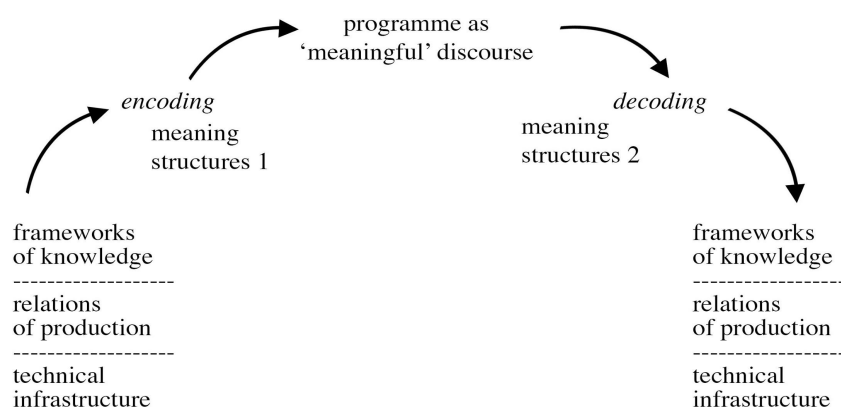 programme as
‘meaningful’ discourse
encoding
meaning
structures 1
decoding
meaning
structures 2
frameworks
of knowledge
relations
of production
technical
infrastructure
frameworks
of knowledge
relations
of production
technical
infrastructure